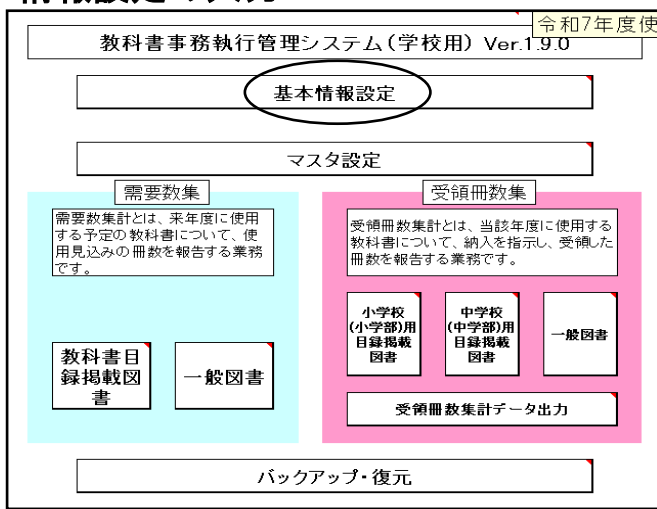 令和7年度使
教科書事務執行管理システム(学校用) Ver.1.9.0
基本情報設定
マスタ設定
需要数集
需要数集計とは、来年度に使用
する予定の教科書について、使
用見込みの冊数を報告する業務
です。
教科書目
録掲載図
書
一般図書
受領冊数集
受領冊数集計とは、当該年度に使用する
教科書について、納入を指示し、受領した
冊数を報告する業務です。
小学校
(小学部)用
目録掲載
図書
中学校
(中学部)用
目録掲載
図書
一般図書
受領冊数集計データ出力
バックアップ・復元